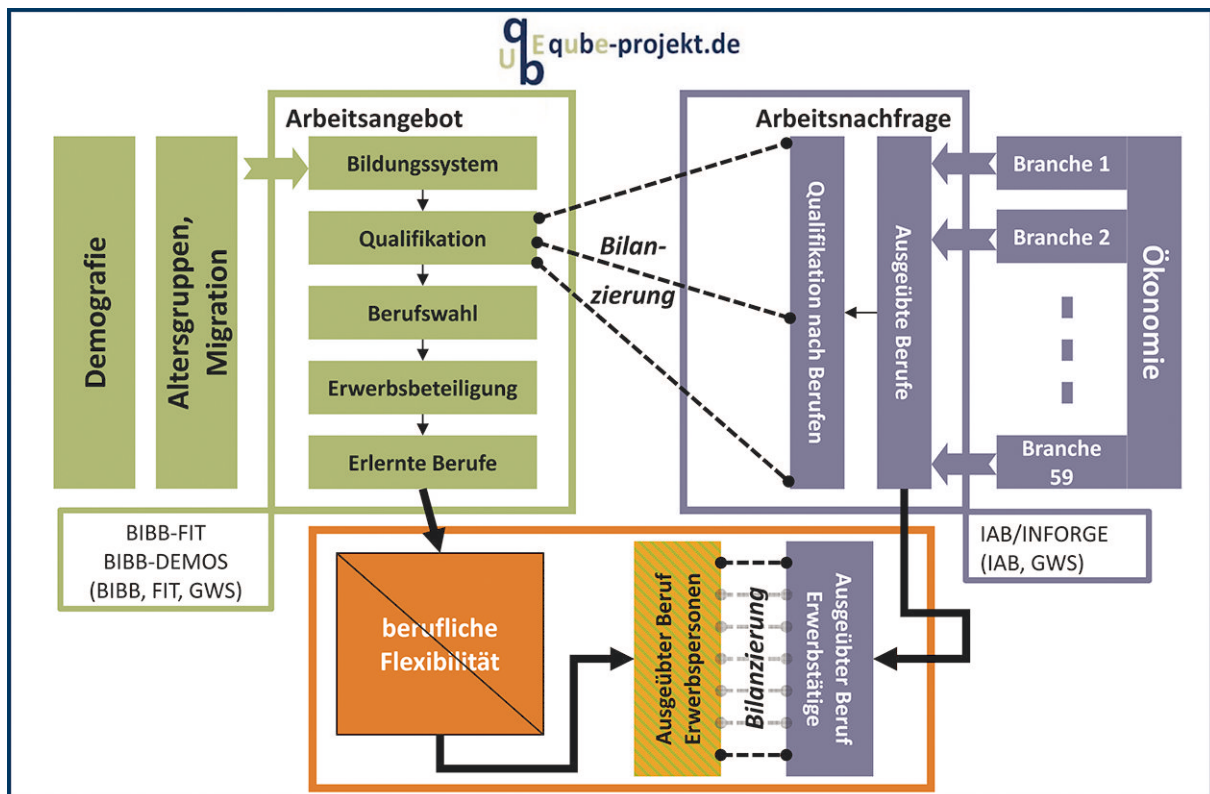 qube
qube-projekt.de
Arbeitsangebot
Demografie
Altersgruppen,
Migration
Bildungssystem
Qualifikation
Berufswahl
Erwerbsbeteiligung
Erlernte Berufe
Bilan-
zierung
Arbeitsnachfrage
Qualifikation nach Berufen
Ausgeübte Berufe
Branche 1
Branche 2
Branche
59
Ökonomie
BIBB-FIT
BIBB-DEMOS
(BIBB, FIT, GWS)
IAB/INFORGE
(IAB, GWS)
berufliche
Flexibilität
Ausgeübter Beruf
Erwerbspersonen
Bilanzierung
Ausgeübter Beruf
Erwerbstätige